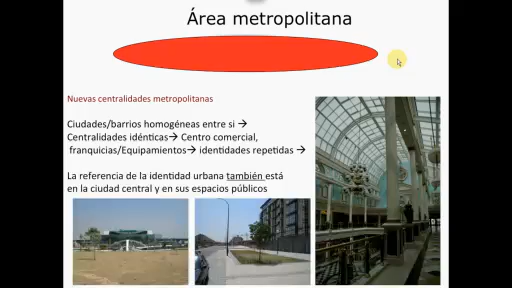 Área metropolitana
Nuevas centralidades metropolitanas
Ciudades/barrios homogéneas entre si →
Centralidades idénticas→ Centro comercial,
franquicias/Equipamientos→ identidades repetidas →
La referencia de la identidad urbana también está
en la ciudad central y en sus espacios públicos